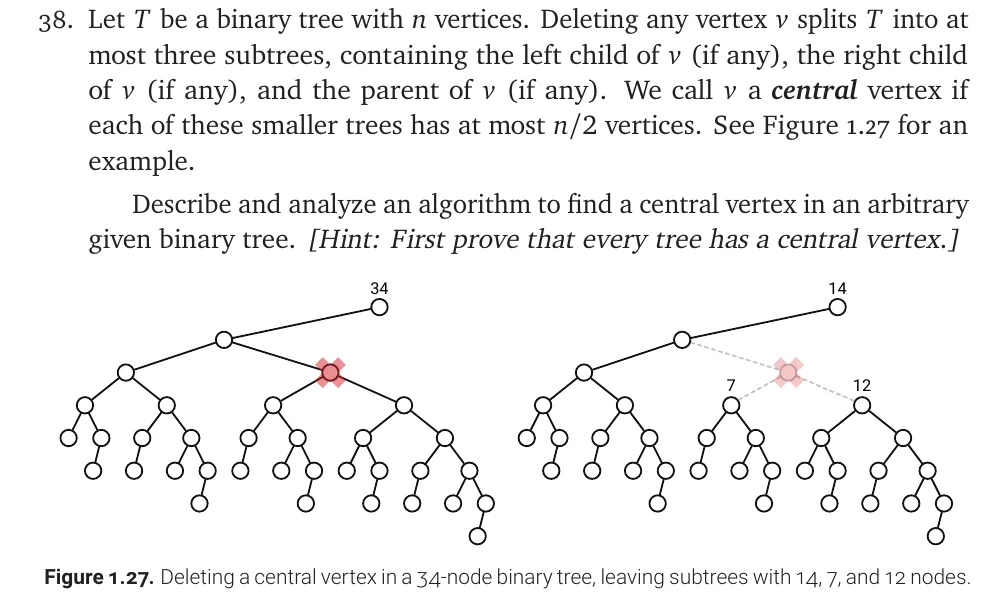 38. Let T be a binary tree with n vertices. Deleting any vertex v splits T into at
most three subtrees, containing the left child of v (if any), the right child
of v (if any), and the parent of v (if any). We call v a central vertex if
each of these smaller trees has at most n/2 vertices. See Figure 1.27 for an
example.
Describe and analyze an algorithm to find a central vertex in an arbitrary
given binary tree. [Hint: First prove that every tree has a central vertex.]
34
14
7
12
Figure 1.27. Deleting a central vertex in a 34-node binary tree, leaving subtrees with 14, 7, and 12 nodes.